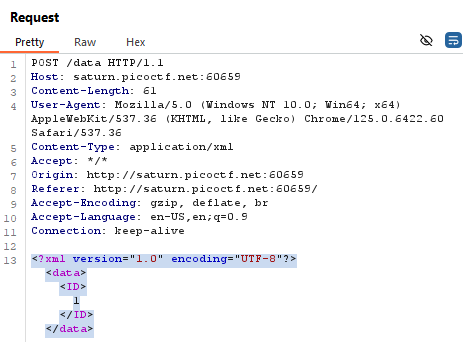 Request
Pretty Raw Hex
1 POST /data HTTP/1.1
2 Host: saturn.picoctf.net:60659
3 Content-Length: 61
4 User-Agent: Mozilla/5.0 (Windows NT 10.0; Win64; x64)
AppleWebKit/537.36 (KHTML, like Gecko) Chrome/125.0.6422.60
Safari/537.36
5 Content-Type: application/xml
6 Accept: */*
7 Origin: http://saturn.picoctf.net:60659
8 Referer: http://saturn.picoctf.net:60659/
9 Accept-Encoding: gzip, deflate, br
10 Accept-Language: en-US,en;q=0.9
11 Connection: keep-alive
12
13 <?xml version="1.0" encoding="UTF-8"?>
<data>
<ID>
1
</ID>
</data>